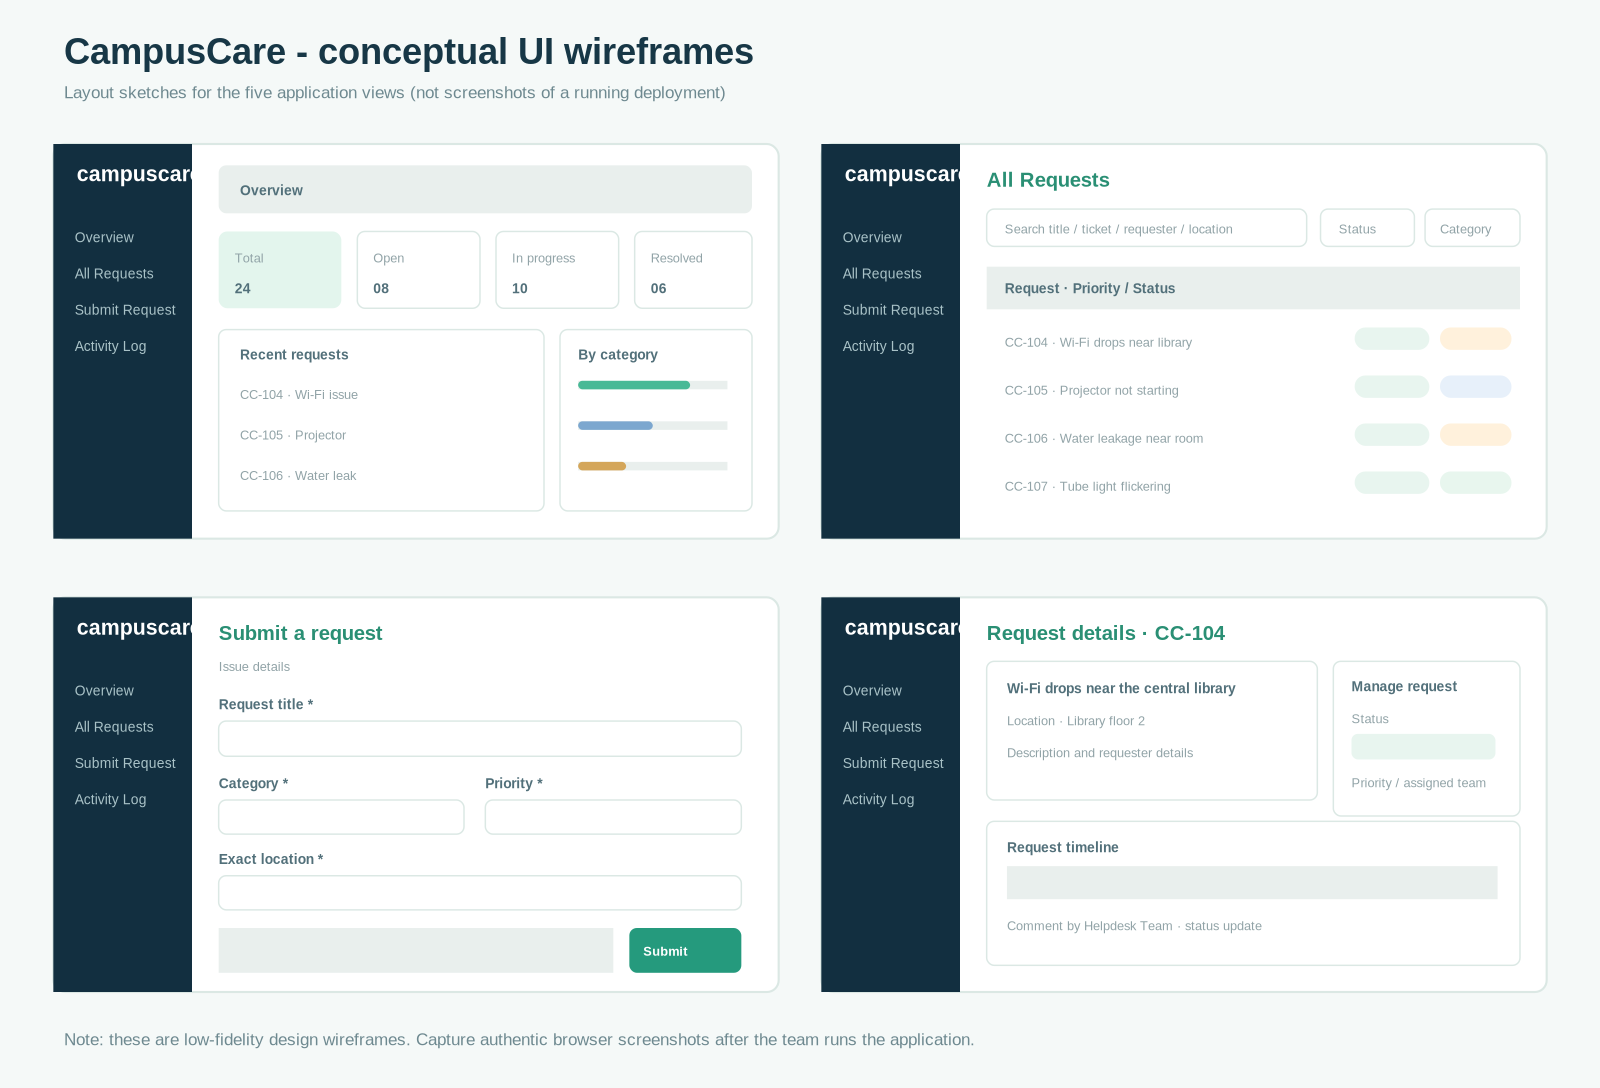 CampusCare - conceptual UI wireframes
Layout sketches for the five application views (not screenshots of a running deployment)
campuscare
Overview
All Requests
Submit Request
Activity Log
Overview
Total
24
Open
08
In progress
10
Resolved
06
Recent requests
CC-104 · Wi-Fi issue
CC-105 · Projector
CC-106 · Water leak
By category
campuscare
Overview
All Requests
Submit Request
Activity Log
All Requests
Search title / ticket / requester / location
Status
Category
Request · Priority / Status
CC-104 · Wi-Fi drops near library
CC-105 · Projector not starting
CC-106 · Water leakage near room
CC-107 · Tube light flickering
campuscare
Overview
All Requests
Submit Request
Activity Log
Submit a request
Issue details
Request title *
Category *
Priority *
Exact location *
Submit
campuscare
Overview
All Requests
Submit Request
Activity Log
Request details · CC-104
Wi-Fi drops near the central library
Location · Library floor 2
Description and requester details
Manage request
Status
Priority / assigned team
Request timeline
Comment by Helpdesk Team · status update
Note: these are low-fidelity design wireframes. Capture authentic browser screenshots after the team runs the application.